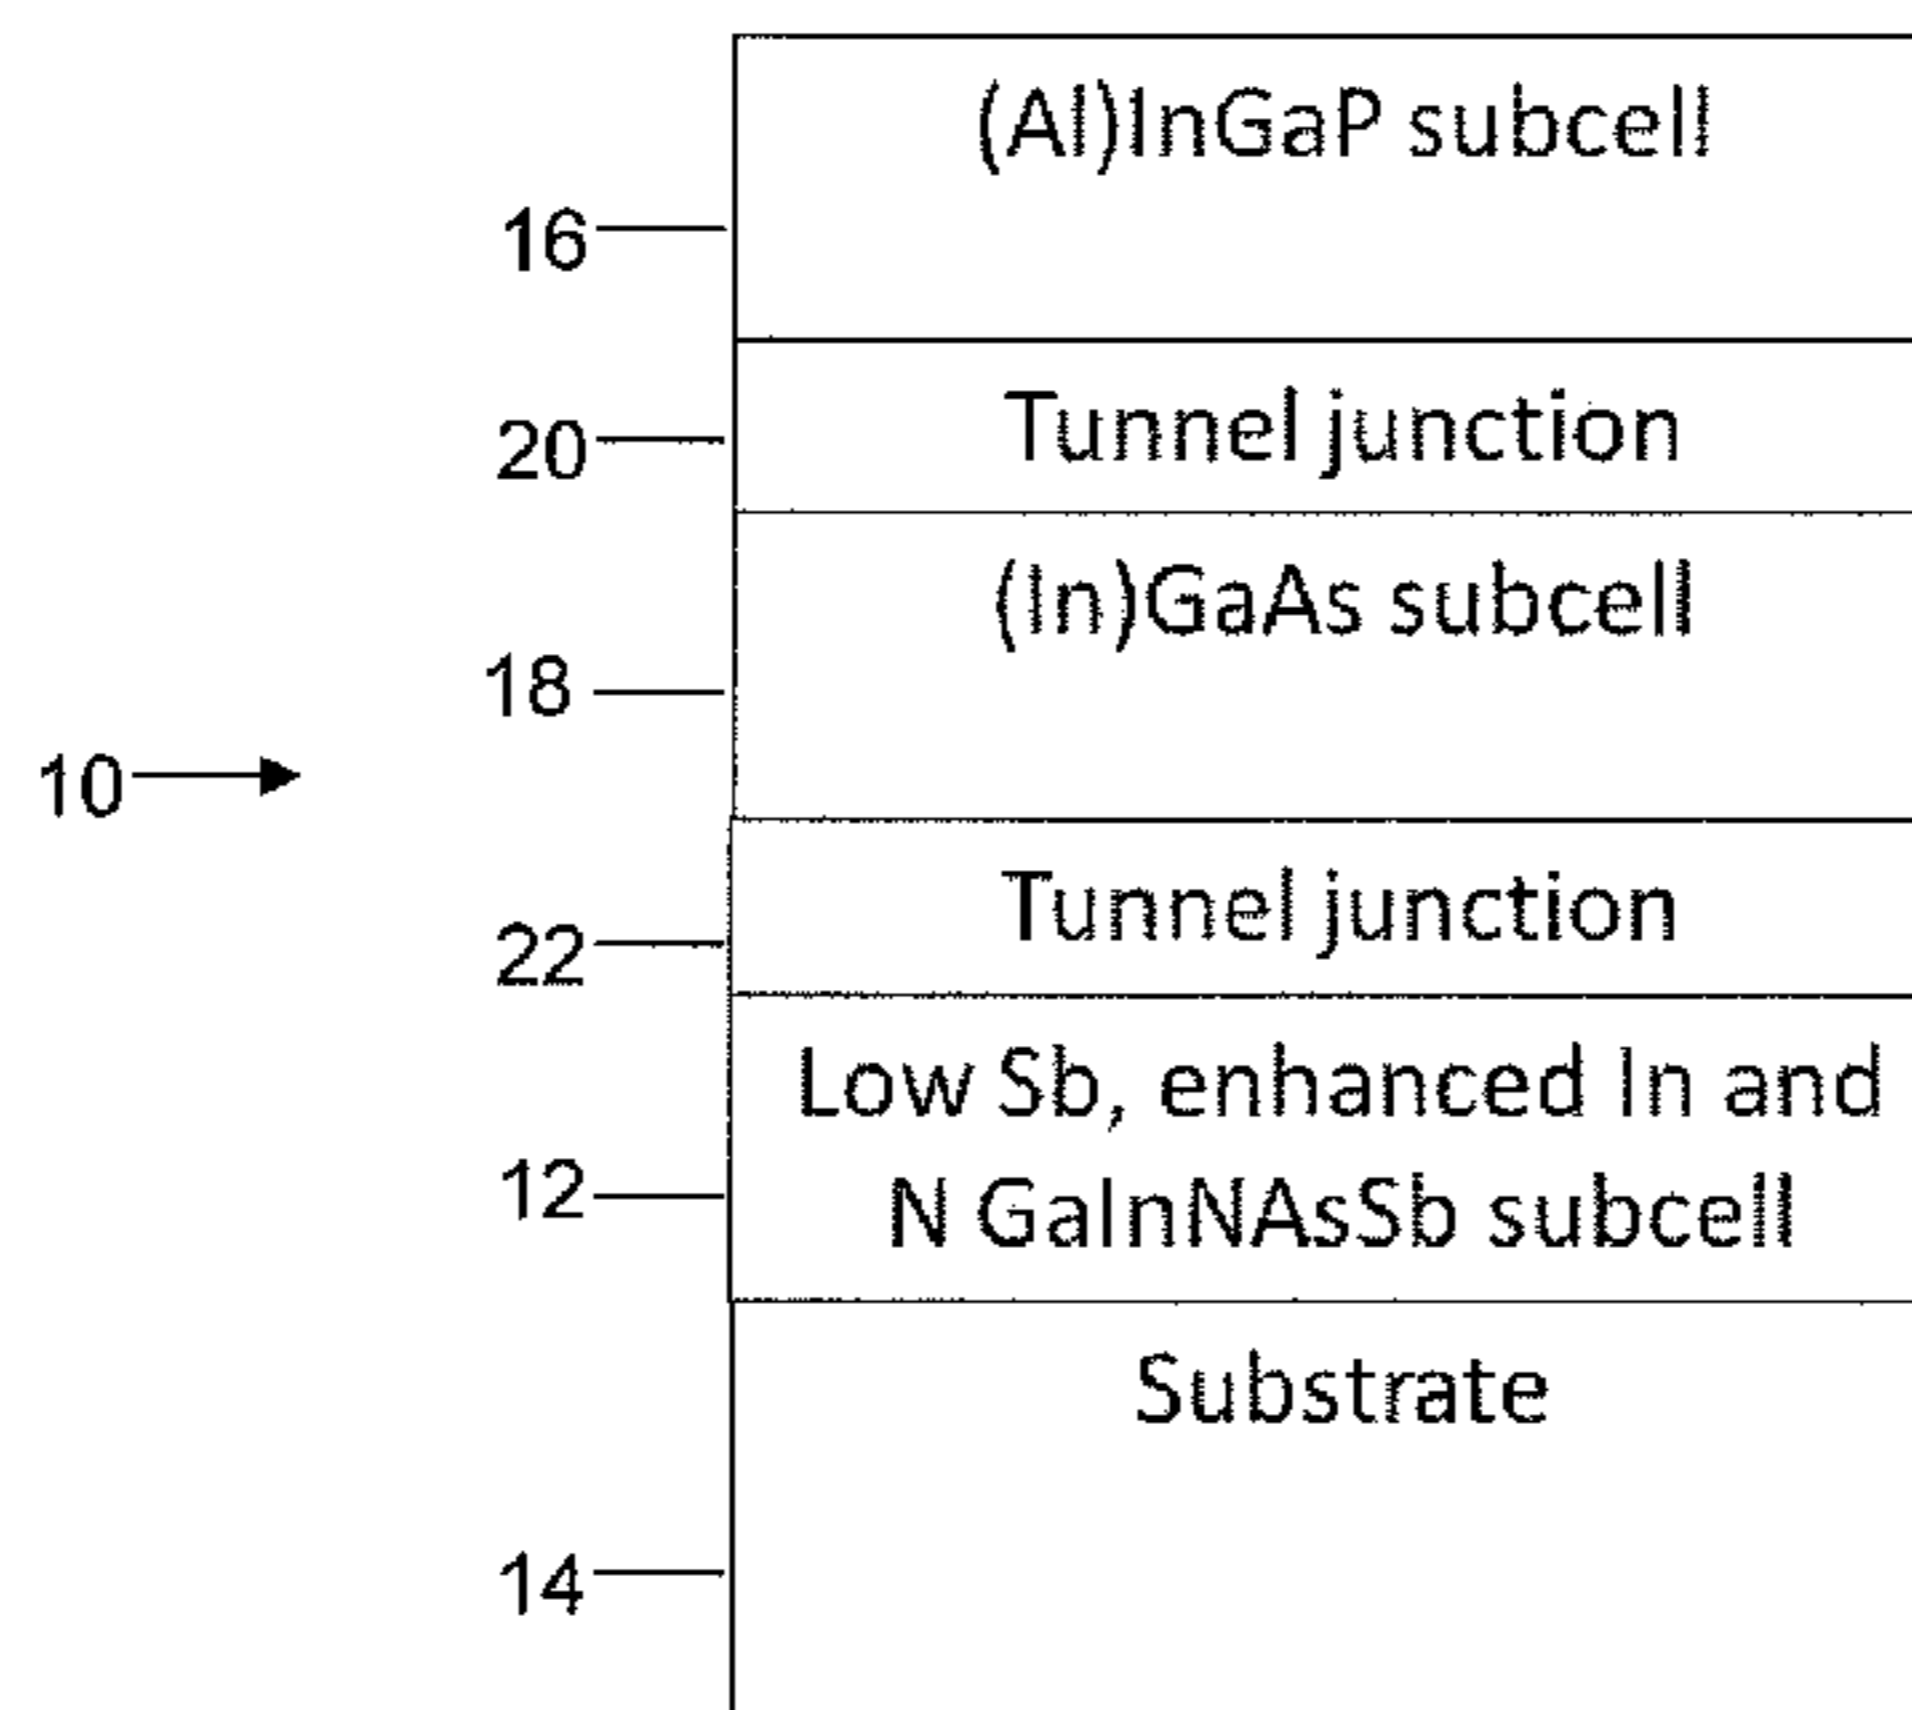 (Al)InGaP subcell
16
20
Tunnel junction
(In)GaAs subcell
18
10
Tunnel junction
22
Low Sb, enhanced In and
12
N GaInNAsSb subcell
Substrate
14